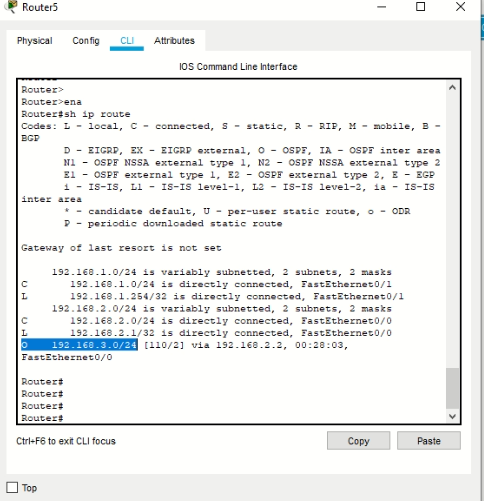 Router5
Physical Config CLI Attributes
IOS Command Line Interface
Router>
Router>ena
Router#sh ip route
Codes: L - local, C - connected, S - static, R - RIP, M - mobile, B -
BGP
D - EIGRP, EX - EIGRP external, O - OSPF, IA - OSPF inter area
N1 - OSPF NSSA external type 1, N2 - OSPF NSSA external type 2
E1 - OSPF external type 1, E2 - OSPF external type 2, E - EGP
i - IS-IS, L1 - IS-IS level-1, L2 - IS-IS level-2, ia - IS-IS
inter area
* - candidate default, U - per-user static route, o - ODR
P - periodic downloaded static route
Gateway of last resort is not set
192.168.1.0/24 is variably subnetted, 2 subnets, 2 masks
C 192.168.1.0/24 is directly connected, FastEthernet0/1
L 192.168.1.254/32 is directly connected, FastEthernet0/1
192.168.2.0/24 is variably subnetted, 2 subnets, 2 masks
C 192.168.2.0/24 is directly connected, FastEthernet0/0
L 192.168.2.1/32 is directly connected, FastEthernet0/0
O 192.168.3.0/24 [110/2] via 192.168.2.2, 00:28:03,
FastEthernet0/0
Router#
Router#
Router#
Router#
Ctrl+F6 to exit CLI focus
Copy Paste
Top